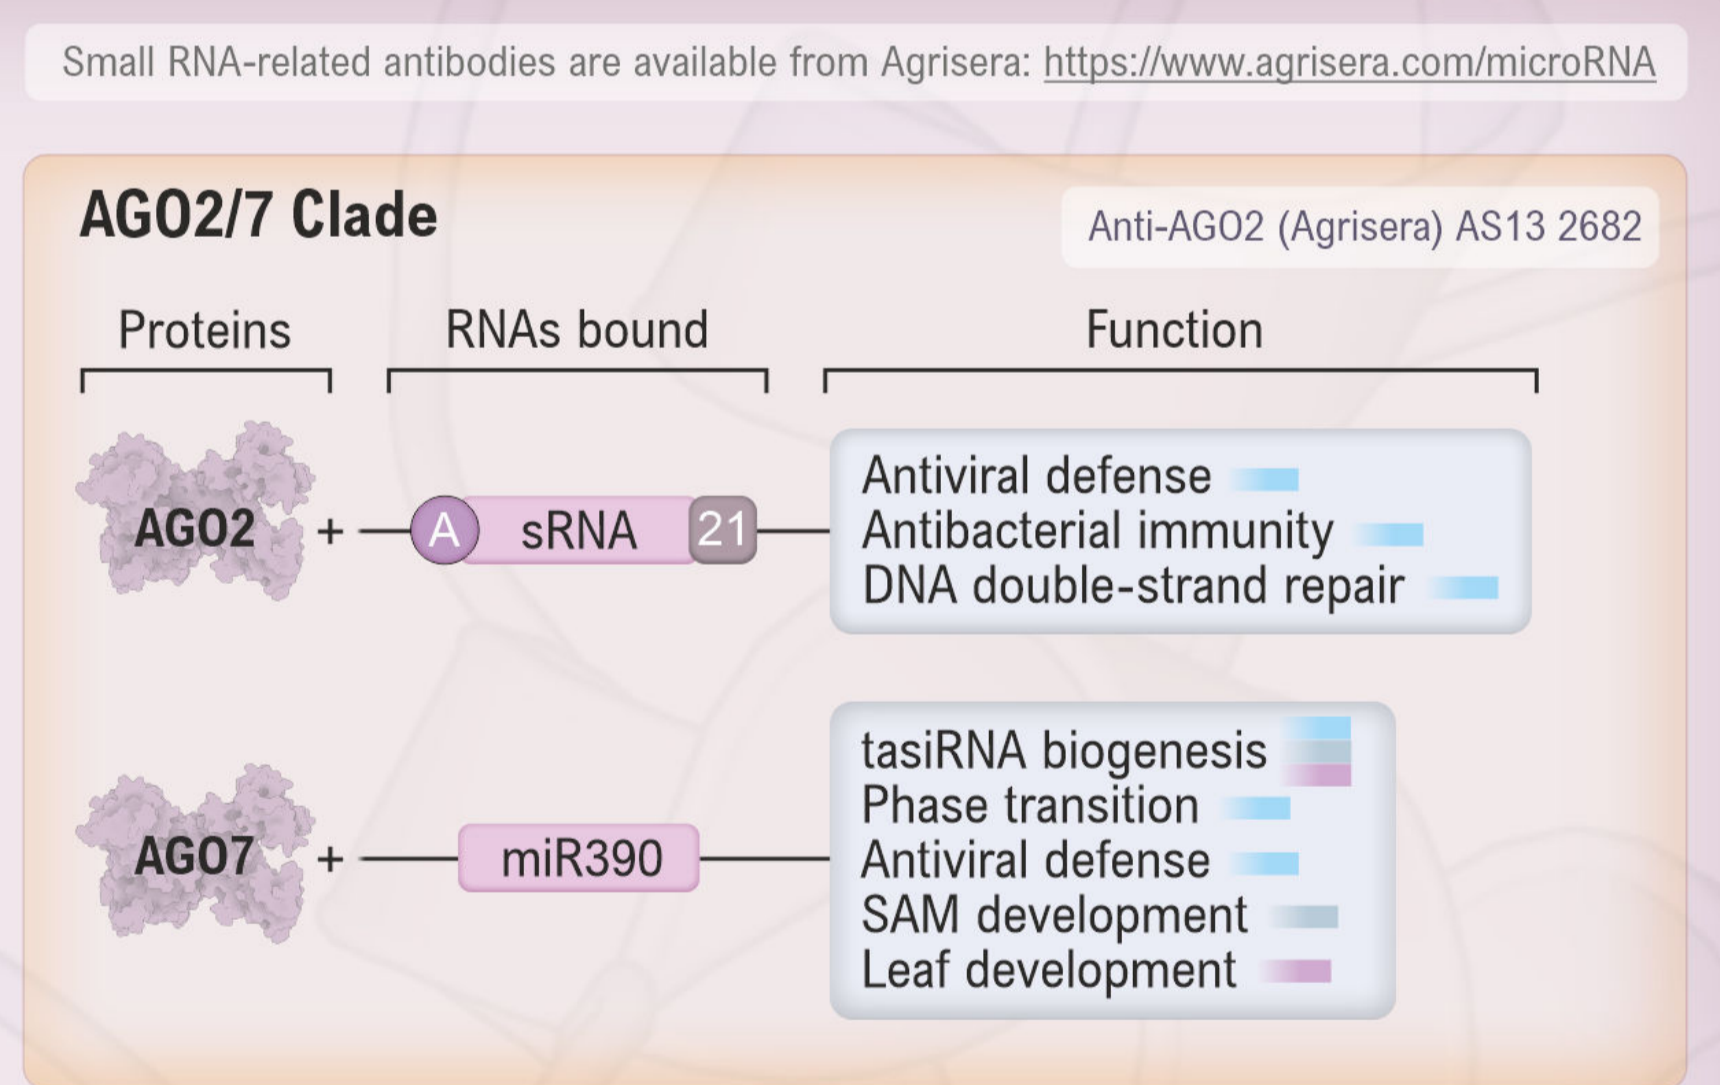 Small RNA-related antibodies are available from Agrisera: https://www.agrisera.com/microRNA
AGO2/7 Clade
Anti-AGO2 (Agrisera) AS13 2682
Proteins
RNAs bound
Function
AGO2
+
A
sRNA
21
Antiviral defense
Antibacterial immunity
DNA double-strand repair
AGO7
+
miR390
tasiRNA biogenesis
Phase transition
Antiviral defense
SAM development
Leaf development